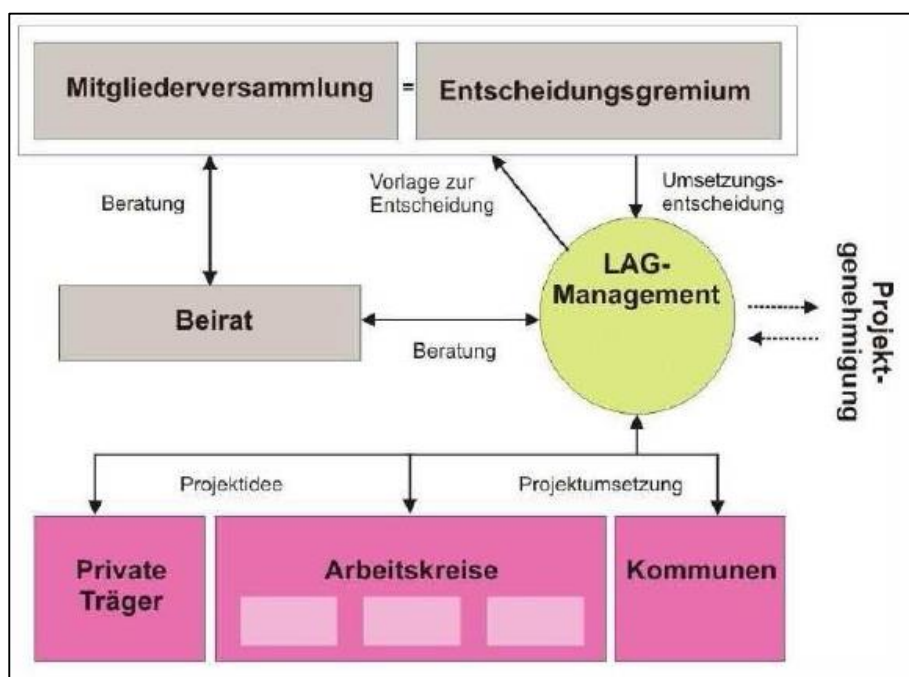 Mitgliederversammlung = Entscheidungsgremium
Beratung
Vorlage zur
Entscheidung
Umsetzungs-
entscheidung
LAG-
Management
Beirat
Beratung
Projekt-
genehmigung
Projektidee
Projektumsetzung
Private
Träger
Arbeitskreise
Kommunen